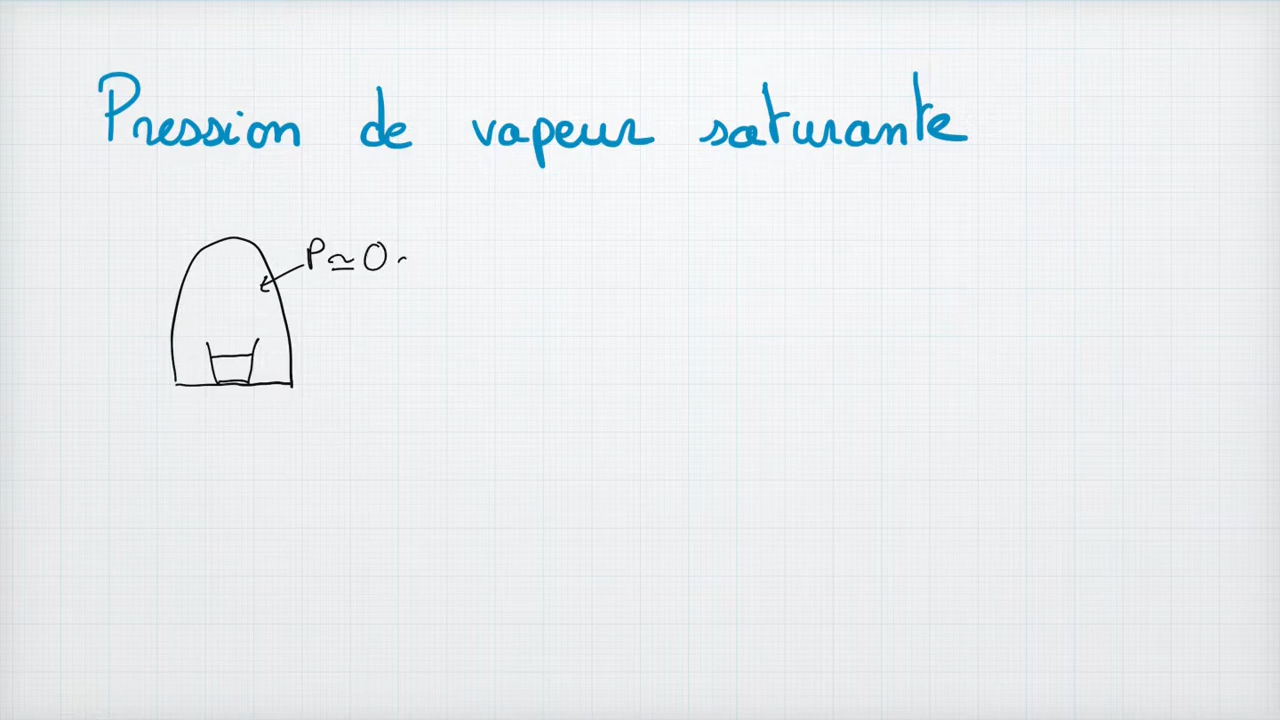 Pression de vapeur saturante
P ≃ 0